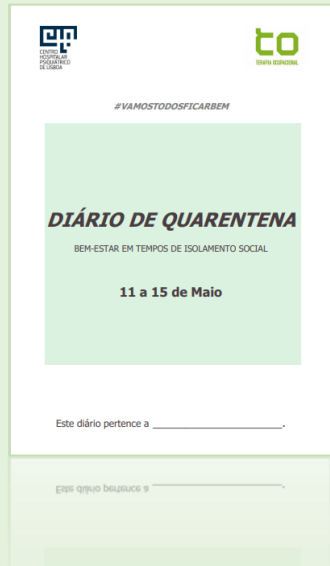 CENTRO
HOSPITALAR
PSIQUIÁTRICO
DE LISBOA
to
TERAPIA OCUPACIONAL
#VAMOSTODOSFICARBEM
DIÁRIO DE QUARENTENA
BEM-ESTAR EM TEMPOS DE ISOLAMENTO SOCIAL
11 a 15 de Maio
Este diário pertence a ________________________.